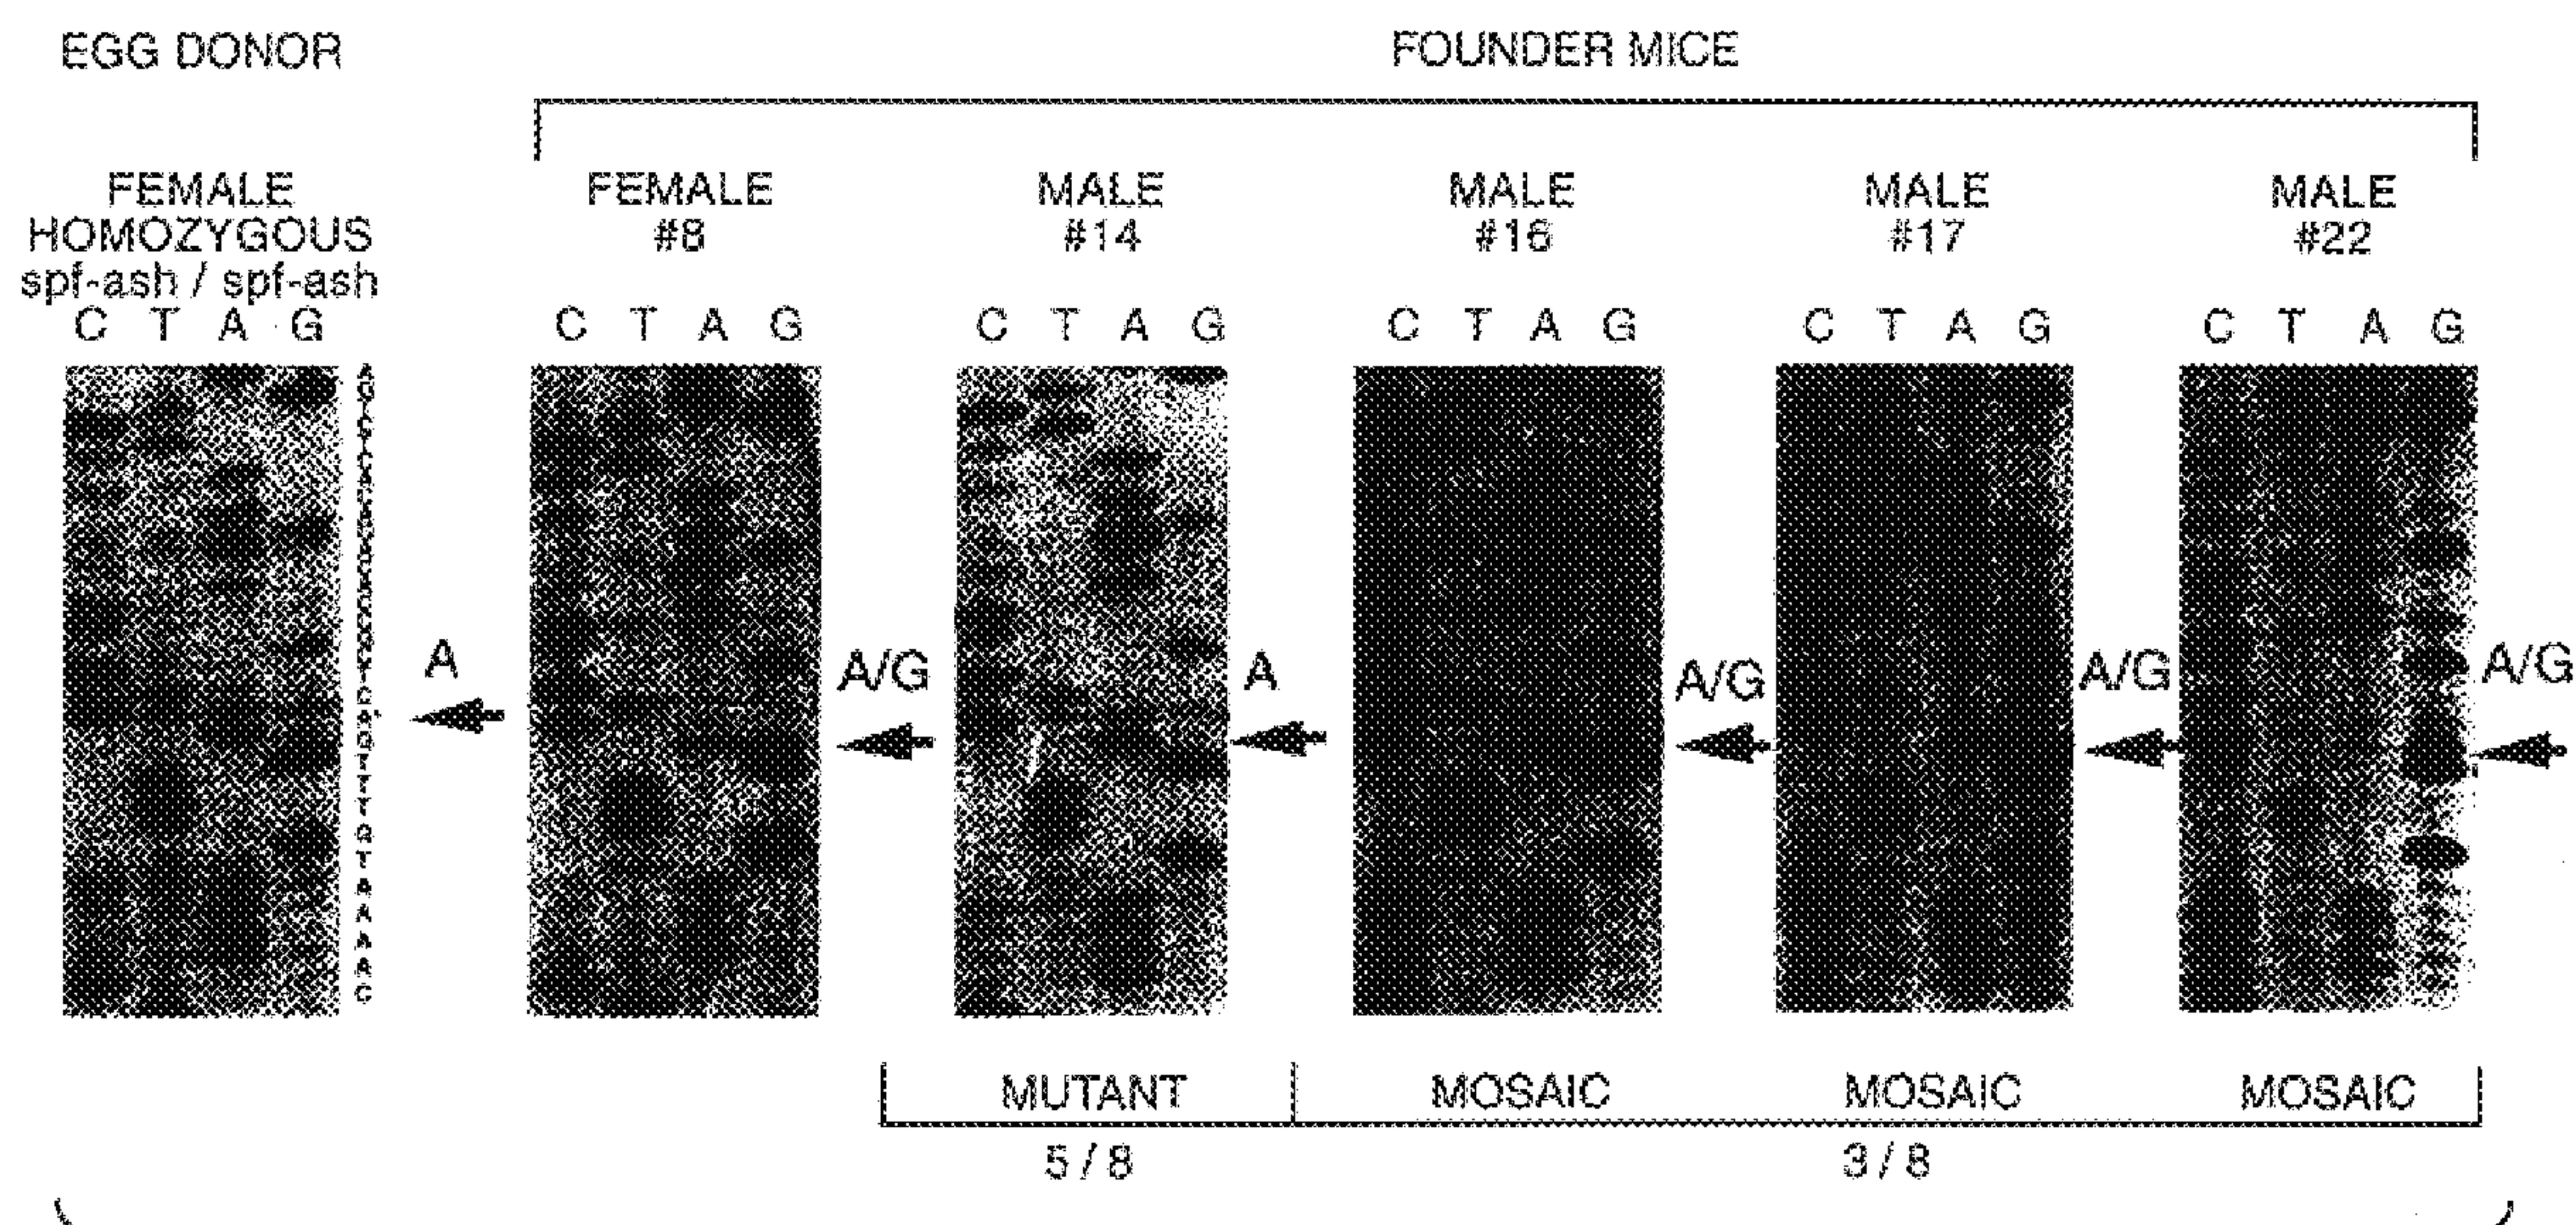 EGG DONOR
FOUNDER MICE
FEMALE
HOMOZYGOUS
spf-ash / spf-ash
C T A G
FEMALE
#8
C T A G
MALE
#14
C T A G
MALE
#16
C T A G
MALE
#17
C T A G
MALE
#22
C T A G
A
A/G
A
A/G
A/G
A/G
MUTANT
MOSAIC
MOSAIC
MOSAIC
5 / 8
3 / 8